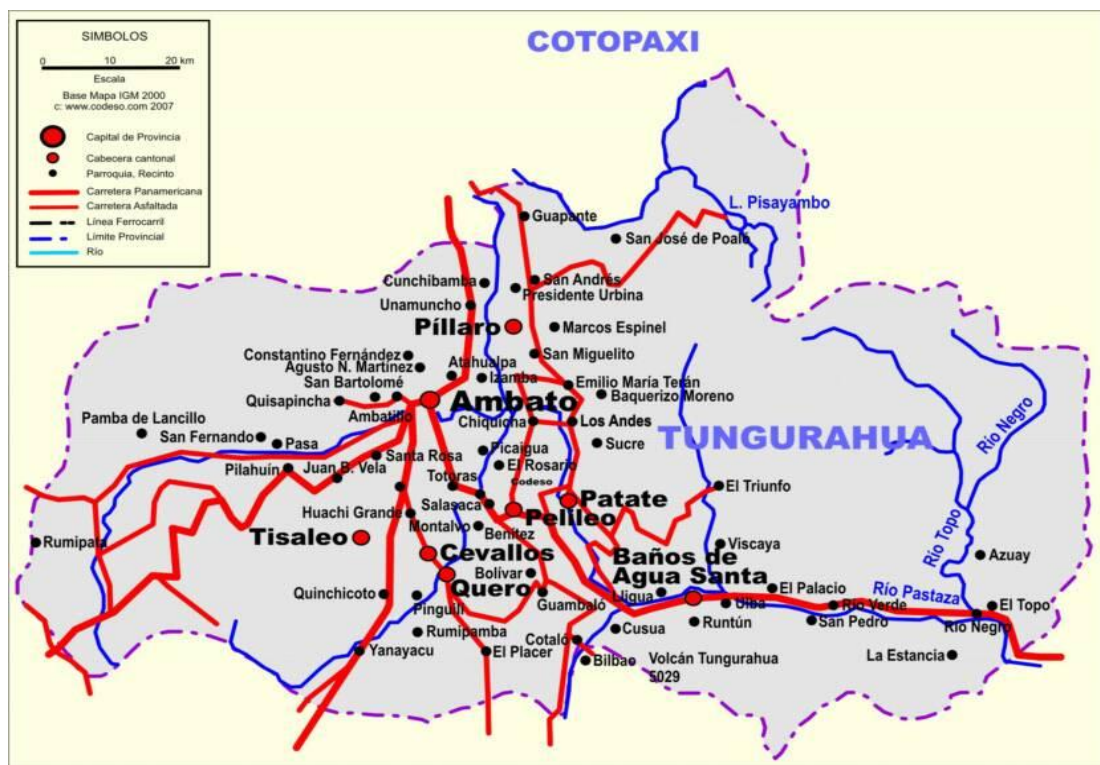 SIMBOLOS
0 10 20 km
Escala
Base Mapa IGM 2000
c: www.codeso.com 2007
Capital de Provincia
Cabecera cantonal
Parroquia, Recinto
Carretera Panamericana
Carretera Asfaltada
Línea Ferrocarril
Límite Provincial
Río
COTOPAXI
L. Pisayambo
Guapante
San José de Poaló
Cunchibamba
San Andrés
Presidente Urbina
Unamuncho
Píllaro
Marcos Espinel
Constantino Fernández
San Miguelito
Agusto N. Martínez
Atahualpa
Izamba
San Bartolomé
Emilio María Terán
Quisapincha
Baquerizo Moreno
Ambato
Ambatillo
Pamba de Lancillo
Chiquicha
Los Andes
San Fernando
Pasa
Sucre
TUNGURAHUA
Río Negro
Picaigua
Santa Rosa
El Rosario
Pilahuín
Juan B. Vela
Totoras
Codeso
El Triunfo
Salasaca
Patate
Huachi Grande
Pelileo
Montalvo
Benítez
Tisaleo
Río Topo
Rumipata
Viscaya
Cevallos
Baños de
Agua Santa
Azuay
Bolívar
Quero
Quinchicoto
Pinguilí
Guambaló
Lligua
El Palacio
Río Pastaza
Ulba
Río Verde
El Topo
Río Negro
Rumipamba
Cusua
Runtún
San Pedro
Cotaló
Yanayacu
El Placer
Bilbao
Volcán Tungurahua
5029
La Estancia